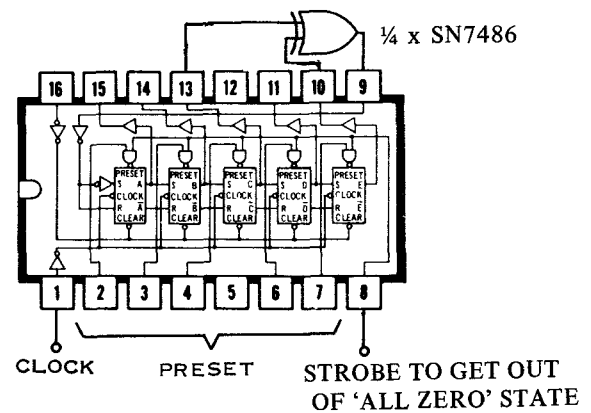 ¼ x SN7486
16 15 14 13 12 11 10 9
PRESET PRESET PRESET PRESET PRESET
S A S B S C S D S E
CLOCK CLOCK CLOCK CLOCK CLOCK
R A̅ R B̅ R C̅ R D̅ R E̅
CLEAR CLEAR CLEAR CLEAR CLEAR
1 2 3 4 5 6 7 8
CLOCK PRESET STROBE TO GET OUT
OF ‘ALL ZERO’ STATE